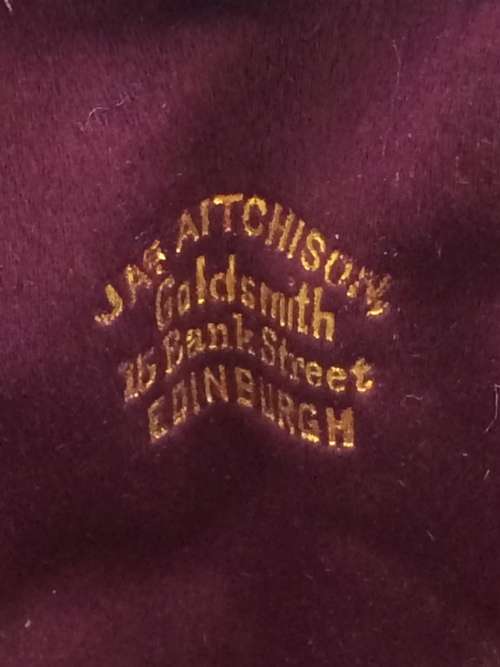 JAS AITCHISON
Goldsmith
15 Bank Street
EDINBURGH